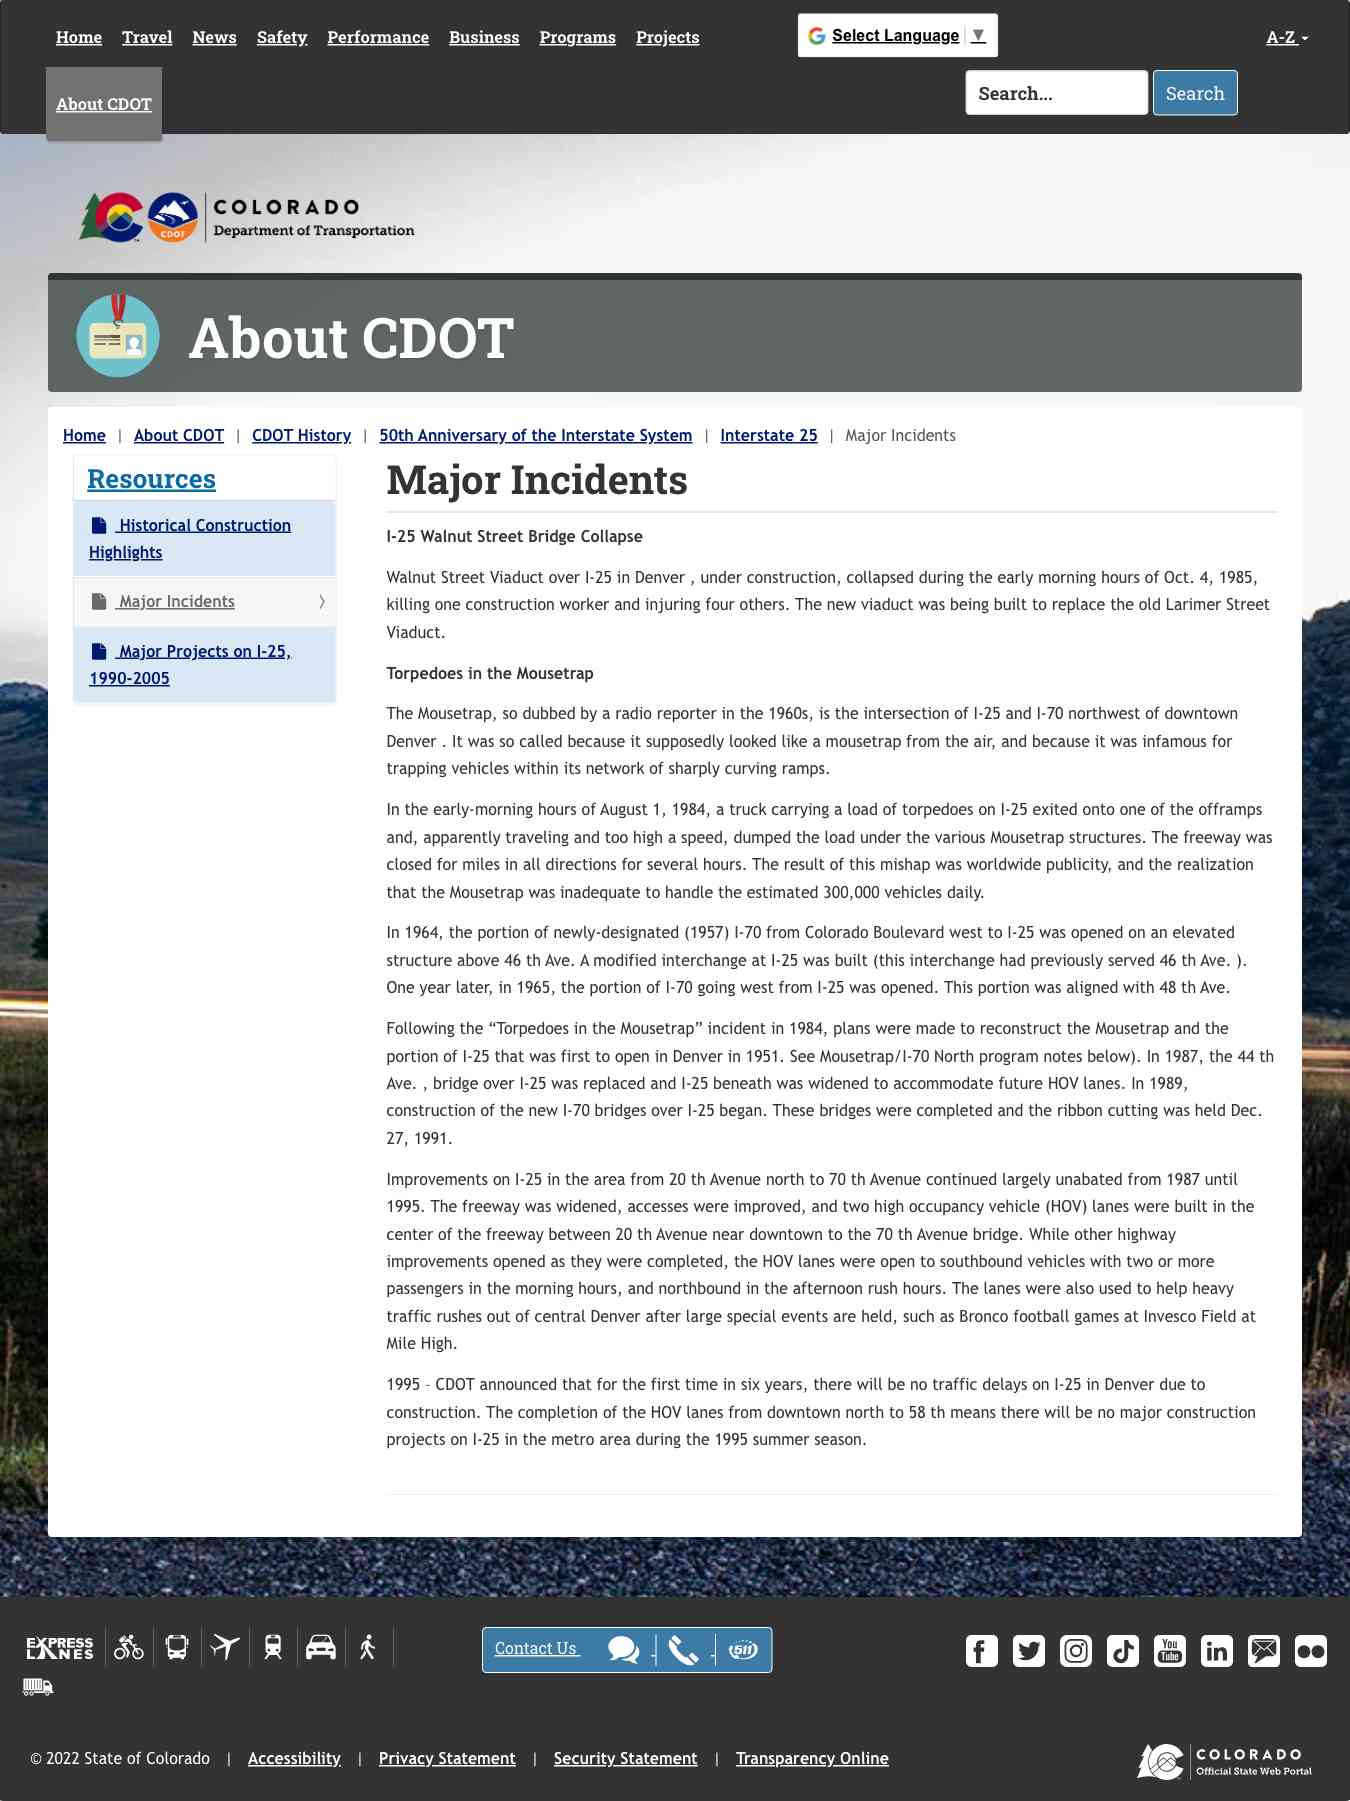 Home Travel News Safety Performance Business Programs Projects
Select Language ▼
A-Z
About CDOT
Search...
Search
COLORADO
Department of Transportation
CDOT
About CDOT
Home | About CDOT | CDOT History | 50th Anniversary of the Interstate System | Interstate 25 | Major Incidents
Resources
Historical Construction
Highlights
Major Incidents
Major Projects on I-25,
1990-2005
Major Incidents
I-25 Walnut Street Bridge Collapse
Walnut Street Viaduct over I-25 in Denver , under construction, collapsed during the early morning hours of Oct. 4, 1985,
killing one construction worker and injuring four others. The new viaduct was being built to replace the old Larimer Street
Viaduct.
Torpedoes in the Mousetrap
The Mousetrap, so dubbed by a radio reporter in the 1960s, is the intersection of I-25 and I-70 northwest of downtown
Denver . It was so called because it supposedly looked like a mousetrap from the air, and because it was infamous for
trapping vehicles within its network of sharply curving ramps.
In the early-morning hours of August 1, 1984, a truck carrying a load of torpedoes on I-25 exited onto one of the offramps
and, apparently traveling and too high a speed, dumped the load under the various Mousetrap structures. The freeway was
closed for miles in all directions for several hours. The result of this mishap was worldwide publicity, and the realization
that the Mousetrap was inadequate to handle the estimated 300,000 vehicles daily.
In 1964, the portion of newly-designated (1957) I-70 from Colorado Boulevard west to I-25 was opened on an elevated
structure above 46 th Ave. A modified interchange at I-25 was built (this interchange had previously served 46 th Ave. ).
One year later, in 1965, the portion of I-70 going west from I-25 was opened. This portion was aligned with 48 th Ave.
Following the “Torpedoes in the Mousetrap” incident in 1984, plans were made to reconstruct the Mousetrap and the
portion of I-25 that was first to open in Denver in 1951. See Mousetrap/I-70 North program notes below). In 1987, the 44 th
Ave. , bridge over I-25 was replaced and I-25 beneath was widened to accommodate future HOV lanes. In 1989,
construction of the new I-70 bridges over I-25 began. These bridges were completed and the ribbon cutting was held Dec.
27, 1991.
Improvements on I-25 in the area from 20 th Avenue north to 70 th Avenue continued largely unabated from 1987 until
1995. The freeway was widened, accesses were improved, and two high occupancy vehicle (HOV) lanes were built in the
center of the freeway between 20 th Avenue near downtown to the 70 th Avenue bridge. While other highway
improvements opened as they were completed, the HOV lanes were open to southbound vehicles with two or more
passengers in the morning hours, and northbound in the afternoon rush hours. The lanes were also used to help heavy
traffic rushes out of central Denver after large special events are held, such as Bronco football games at Invesco Field at
Mile High.
1995 - CDOT announced that for the first time in six years, there will be no traffic delays on I-25 in Denver due to
construction. The completion of the HOV lanes from downtown north to 58 th means there will be no major construction
projects on I-25 in the metro area during the 1995 summer season.
EXPRESS
LANES
Contact Us
511
You
Tube
in
© 2022 State of Colorado | Accessibility | Privacy Statement | Security Statement | Transparency Online
COLORADO
Official State Web Portal